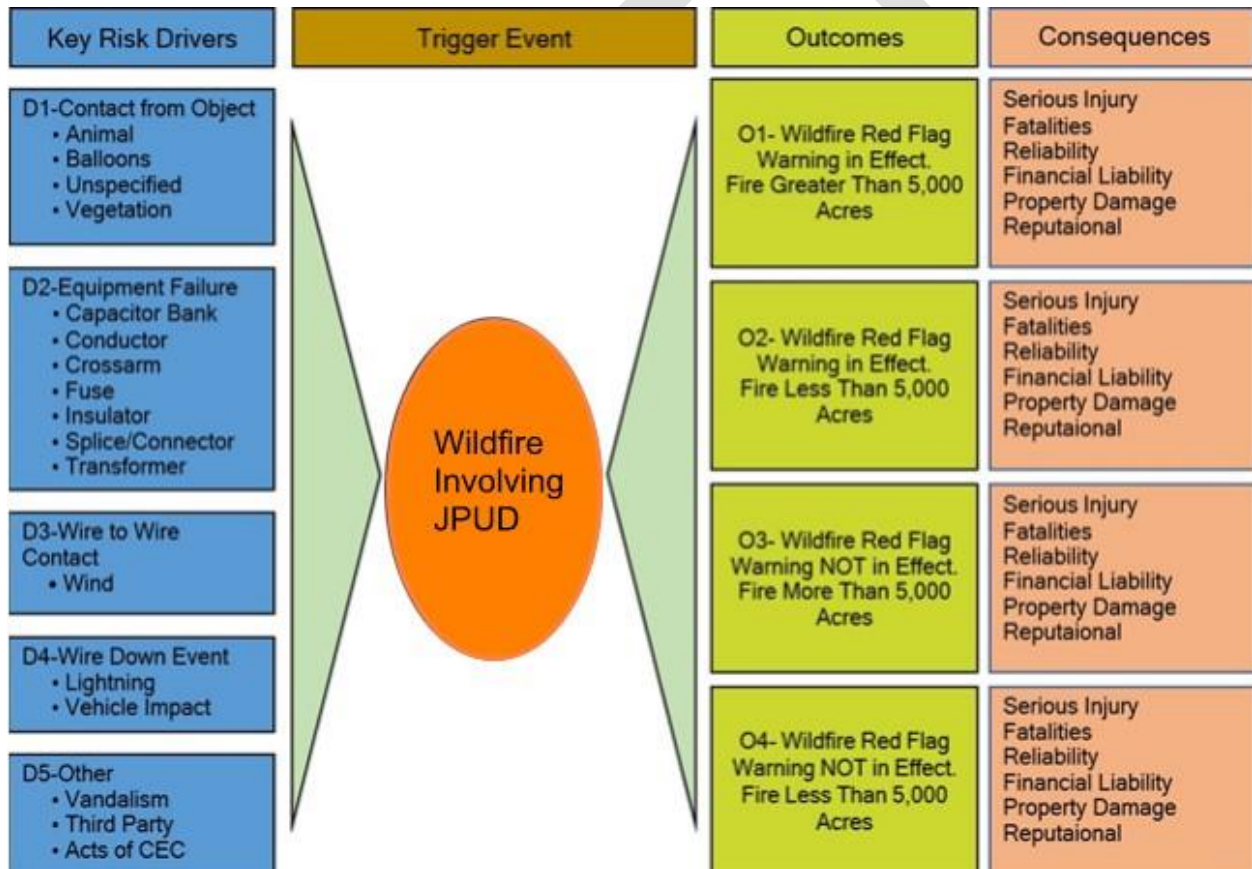 Key Risk Drivers
Trigger Event
Outcomes
Consequences
D1-Contact from Object
• Animal
• Balloons
• Unspecified
• Vegetation
D2-Equipment Failure
• Capacitor Bank
• Conductor
• Crossarm
• Fuse
• Insulator
• Splice/Connector
• Transformer
D3-Wire to Wire
Contact
• Wind
D4-Wire Down Event
• Lightning
• Vehicle Impact
D5-Other
• Vandalism
• Third Party
• Acts of CEC
Wildfire
Involving
JPUD
O1- Wildfire Red Flag
Warning in Effect.
Fire Greater Than 5,000
Acres
Serious Injury
Fatalities
Reliability
Financial Liability
Property Damage
Reputaional
O2- Wildfire Red Flag
Warning in Effect.
Fire Less Than 5,000
Acres
Serious Injury
Fatalities
Reliability
Financial Liability
Property Damage
Reputaional
O3- Wildfire Red Flag
Warning NOT in Effect.
Fire More Than 5,000
Acres
Serious Injury
Fatalities
Reliability
Financial Liability
Property Damage
Reputaional
O4- Wildfire Red Flag
Warning NOT in Effect.
Fire Less Than 5,000
Acres
Serious Injury
Fatalities
Reliability
Financial Liability
Property Damage
Reputaional